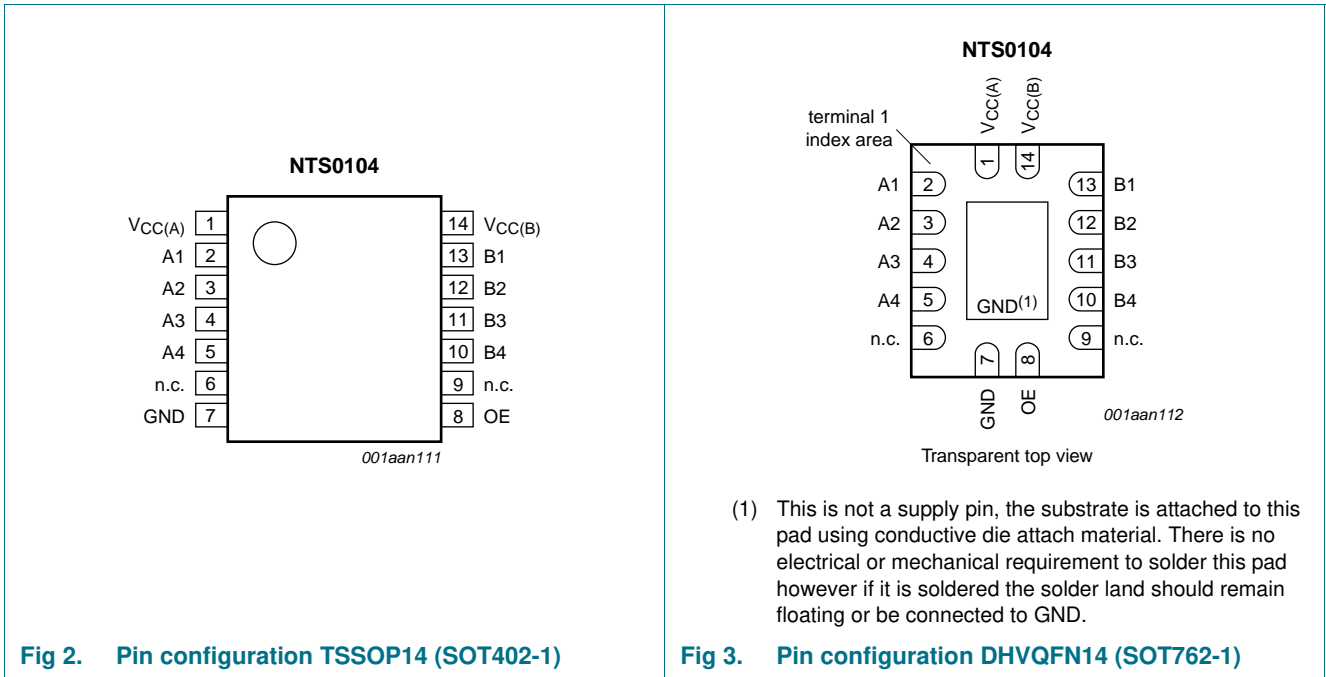 NTS0104
VCC(A) 1
A1 2
A2 3
A3 4
A4 5
n.c. 6
GND 7
14 VCC(B)
13 B1
12 B2
11 B3
10 B4
9 n.c.
8 OE
001aan111
Fig 2. Pin configuration TSSOP14 (SOT402-1)
NTS0104
terminal 1
index area
VCC(A)
VCC(B)
1
14
A1 2
A2 3
A3 4
A4 5
n.c. 6
13 B1
12 B2
11 B3
10 B4
9 n.c.
GND(1)
7
8
GND
OE
001aan112
Transparent top view
(1) This is not a supply pin, the substrate is attached to this
pad using conductive die attach material. There is no
electrical or mechanical requirement to solder this pad
however if it is soldered the solder land should remain
floating or be connected to GND.
Fig 3. Pin configuration DHVQFN14 (SOT762-1)